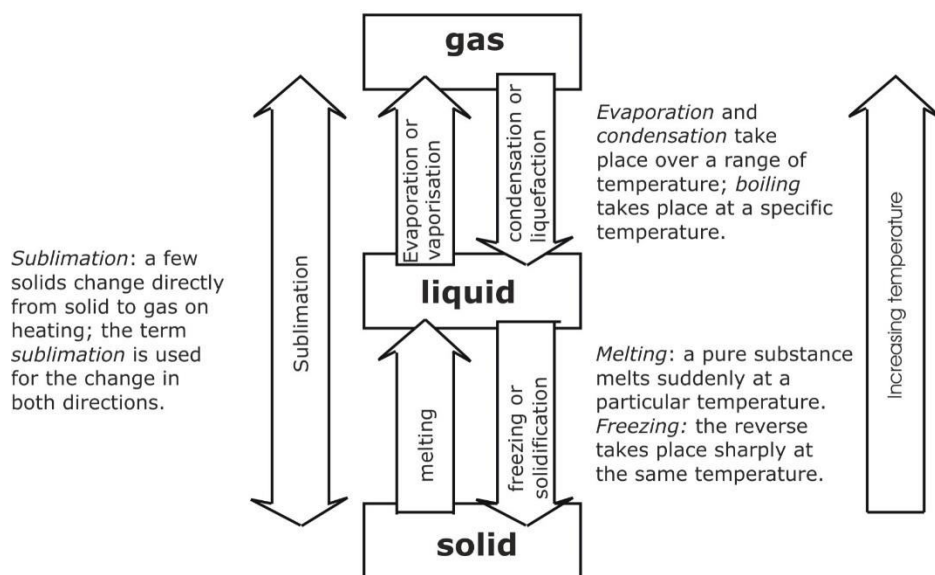 gas
Evaporation or
vaporisation
condensation or
liquefaction
Evaporation and
condensation take
place over a range of
temperature; boiling
takes place at a specific
temperature.
Sublimation: a few
solids change directly
from solid to gas on
heating; the term
sublimation is used
for the change in
both directions.
Sublimation
liquid
Increasing temperature
melting
freezing or
solidification
Melting: a pure substance
melts suddenly at a
particular temperature.
Freezing: the reverse
takes place sharply at
the same temperature.
solid